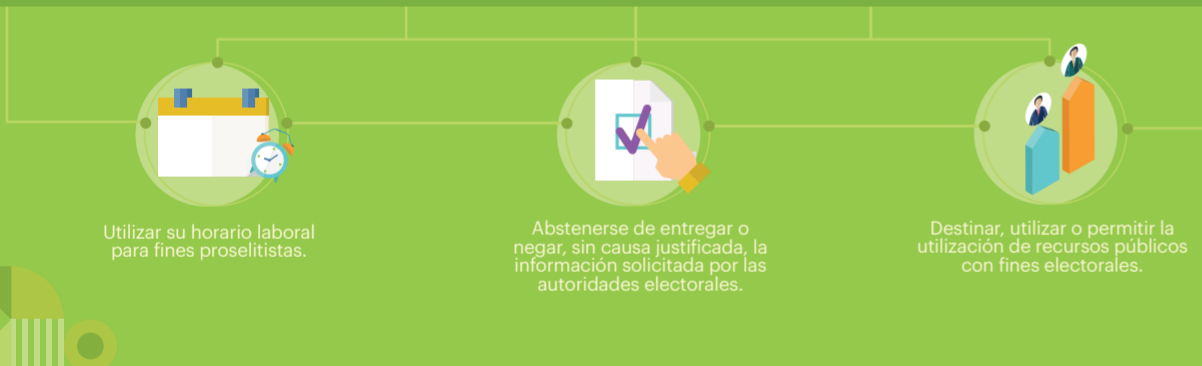 Utilizar su horario laboral
para fines proselitistas.
Abstenerse de entregar o
negar, sin causa justificada, la
información solicitada por las
autoridades electorales.
Destinar, utilizar o permitir la
utilización de recursos públicos
con fines electorales.